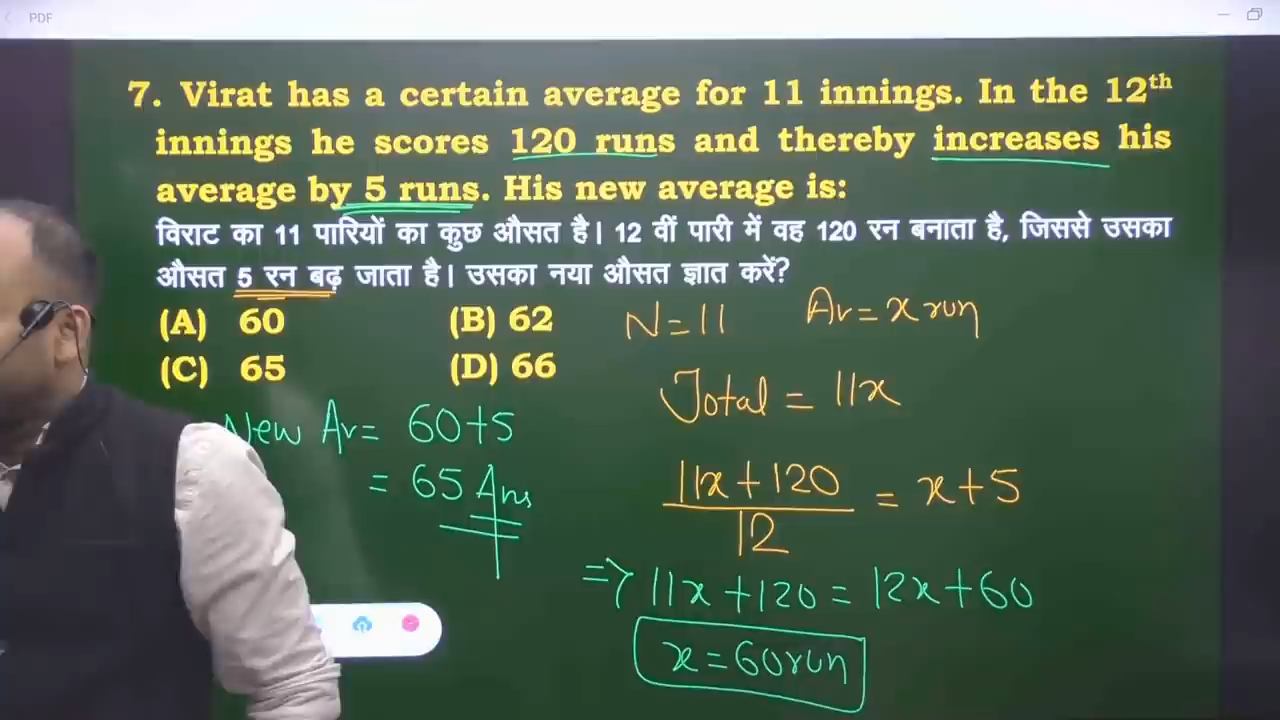 PDF
7. Virat has a certain average for 11 innings. In the 12th
innings he scores 120 runs and thereby increases his
average by 5 runs. His new average is:
विराट का 11 पारियों का कुछ औसत है। 12 वीं पारी में वह 120 रन बनाता है, जिससे उसका
औसत 5 रन बढ़ जाता है। उसका नया औसत ज्ञात करें?
(A) 60 (B) 62
(C) 65 (D) 66
N=11 Av=x run
Total = 11x
11x+120 / 12 = x+5
=> 11x+120 = 12x+60
x=60run
New Av= 60+5
= 65 Ans